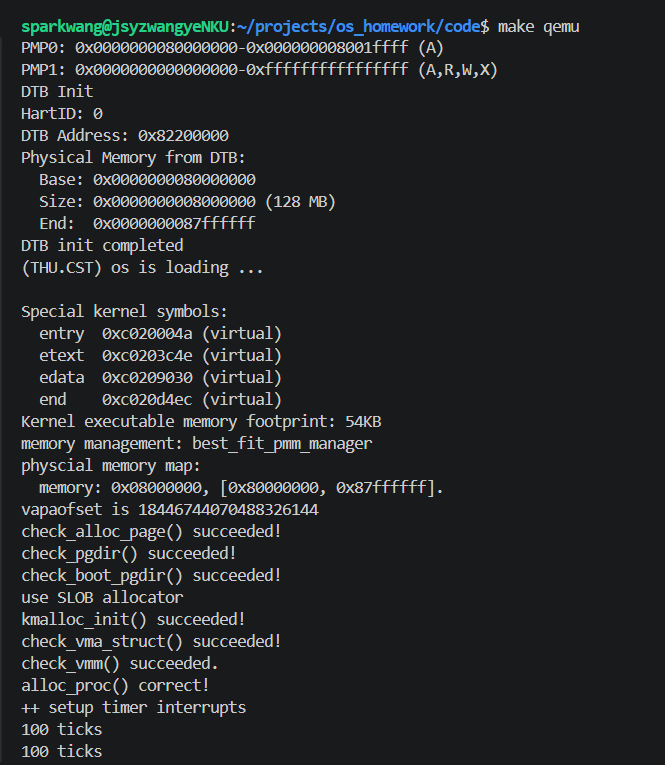 sparkwang@jsyzwangyeNKU:~/projects/os_homework/code$ make qemu
PMP0: 0x0000000080000000-0x000000008001ffff (A)
PMP1: 0x0000000000000000-0xffffffffffffffff (A,R,W,X)
DTB Init
HartID: 0
DTB Address: 0x82200000
Physical Memory from DTB:
  Base: 0x0000000080000000
  Size: 0x0000000008000000 (128 MB)
  End:  0x0000000087ffffff
DTB init completed
(THU.CST) os is loading ...

Special kernel symbols:
  entry  0xc020004a (virtual)
  etext  0xc0203c4e (virtual)
  edata  0xc0209030 (virtual)
  end    0xc020d4ec (virtual)
Kernel executable memory footprint: 54KB
memory management: best_fit_pmm_manager
physcial memory map:
  memory: 0x08000000, [0x80000000, 0x87ffffff].
vapaofset is 18446744070488326144
check_alloc_page() succeeded!
check_pgdir() succeeded!
check_boot_pgdir() succeeded!
use SLOB allocator
kmalloc_init() succeeded!
check_vma_struct() succeeded!
check_vmm() succeeded.
alloc_proc() correct!
++ setup timer interrupts
100 ticks
100 ticks